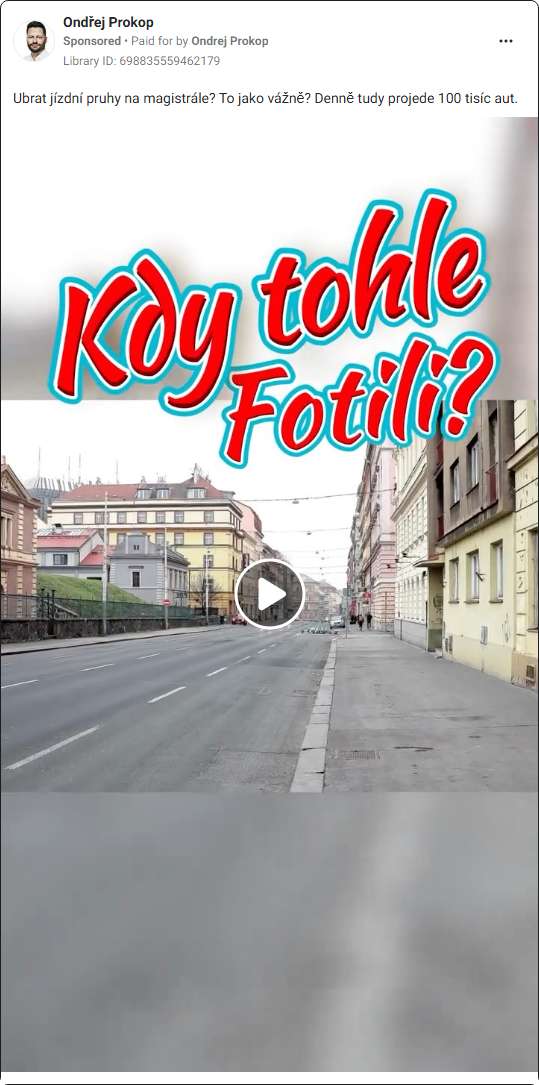 Ondřej Prokop
Sponsored • Paid for by Ondrej Prokop
Library ID: 698835559462179
Ubrat jízdní pruhy na magistrále? To jako vážně? Denně tudy projede 100 tisíc aut.
Kdy tohle
Fotili?